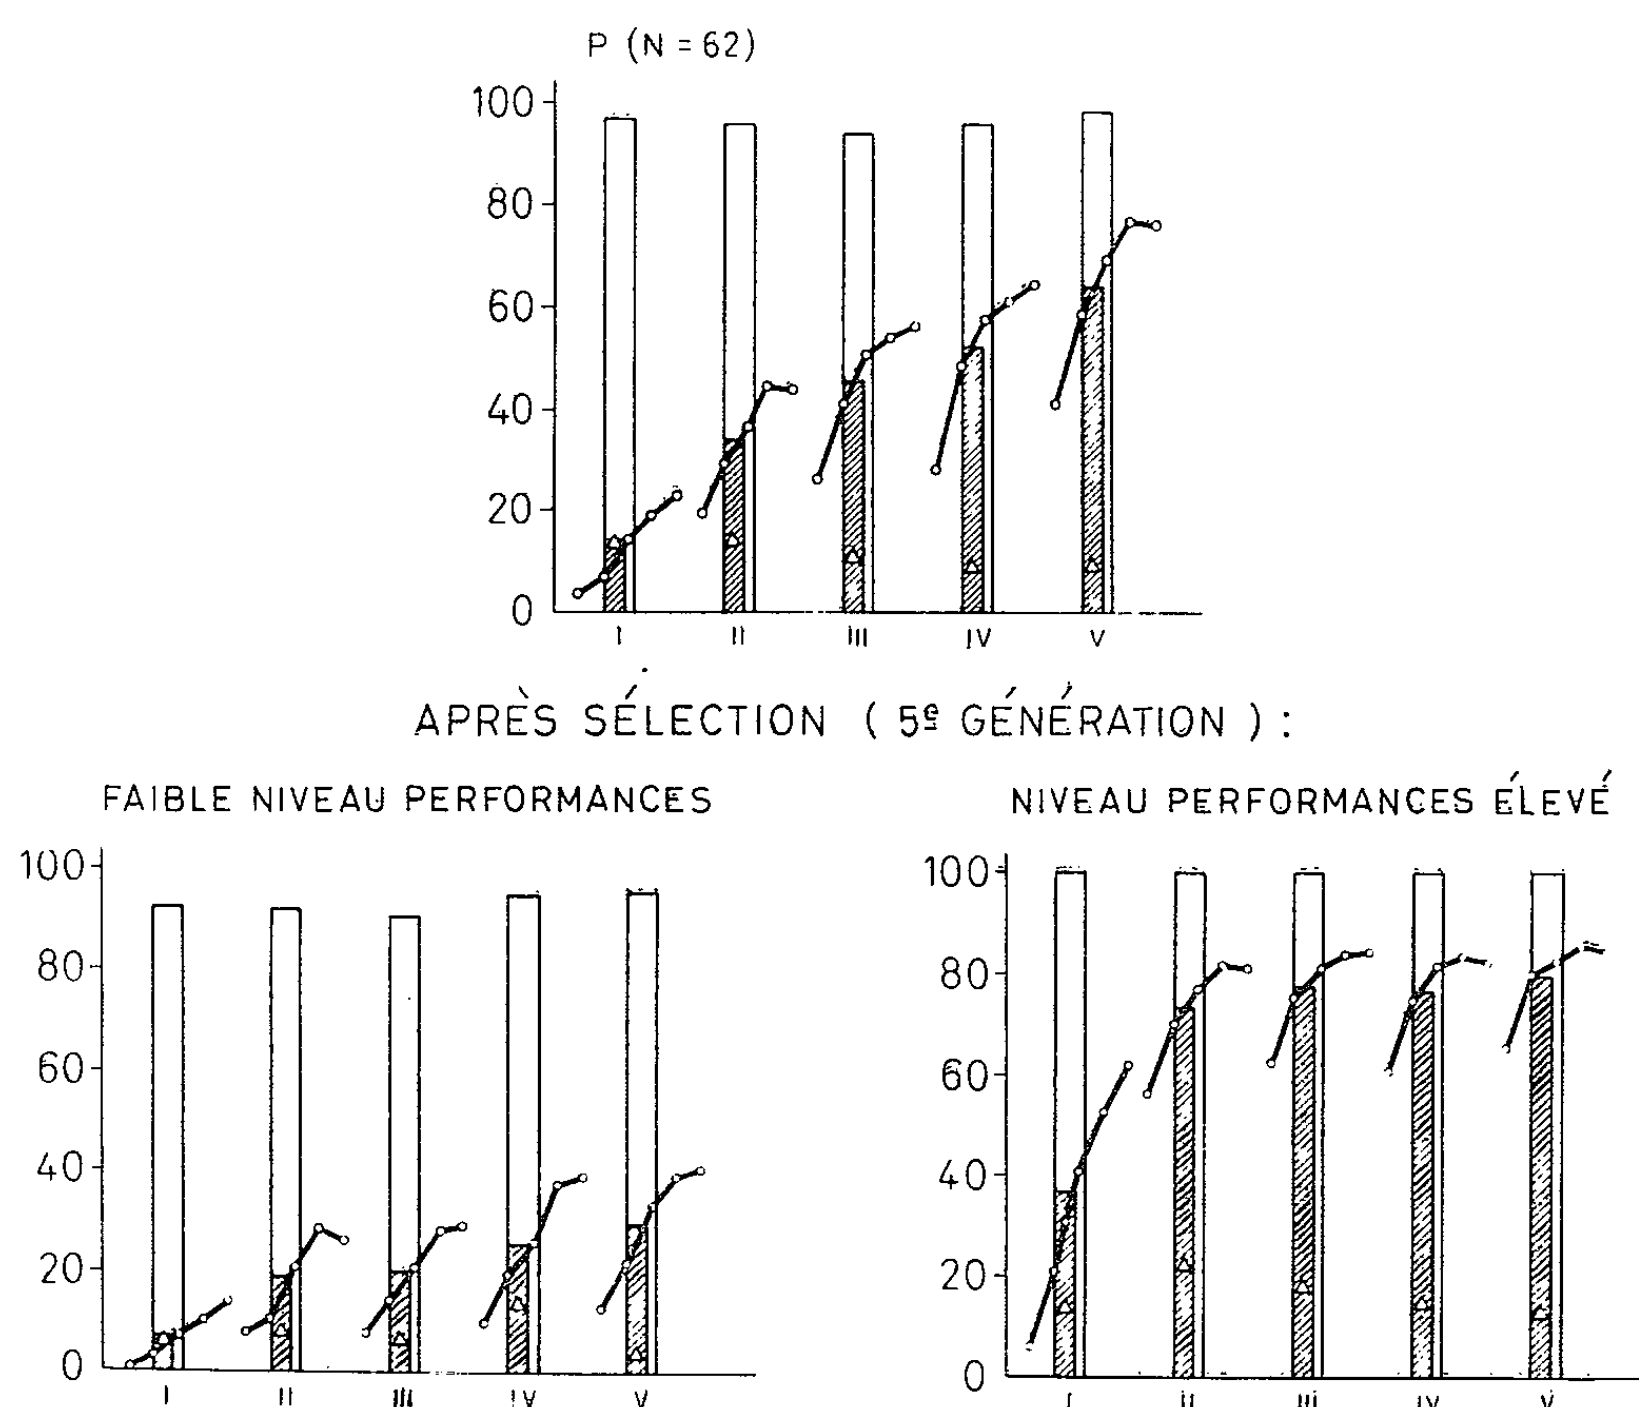 P (N = 62)
100
80
60
40
20
0
I II III IV V
APRÈS SÉLECTION ( 5e GÉNÉRATION ) :
FAIBLE NIVEAU PERFORMANCES
100
80
60
40
20
0
I II III IV V
NIVEAU PERFORMANCES ÉLEVÉ
100
80
60
40
20
0
I II III IV V